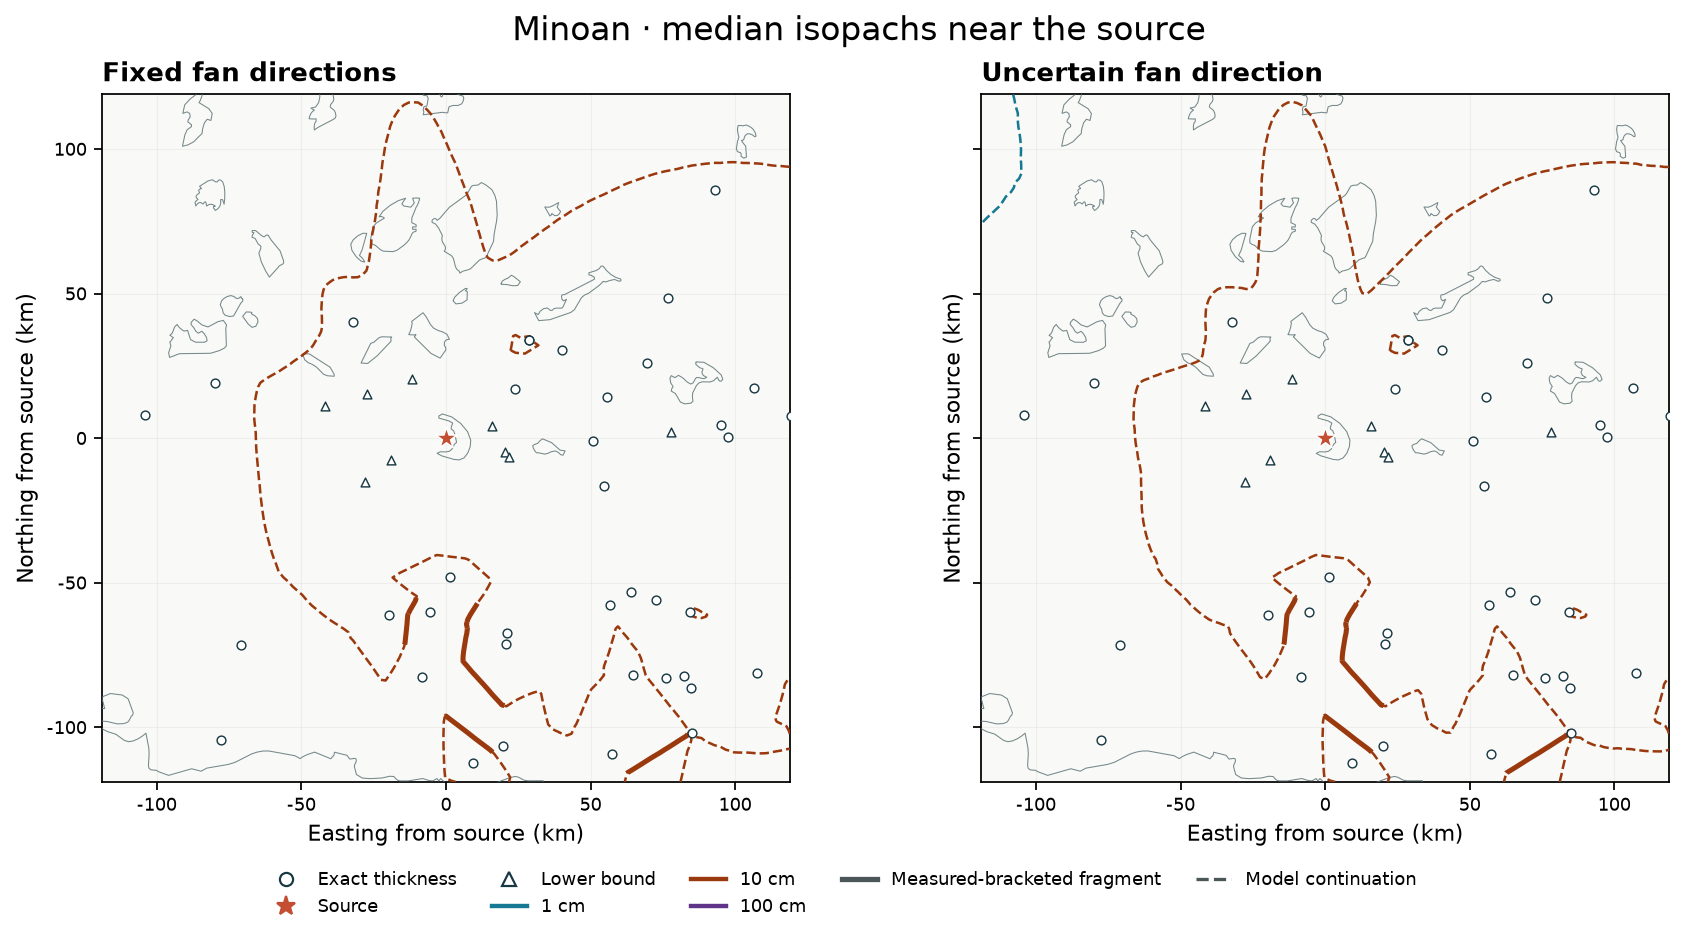 Minoan · median isopachs near the source
Fixed fan directions
Uncertain fan direction
100
50
0
-50
-100
-100
-50
0
50
100
-100
-50
0
50
100
Northing from source (km)
Northing from source (km)
Easting from source (km)
Easting from source (km)
Exact thickness
Lower bound
10 cm
Measured-bracketed fragment
Model continuation
Source
1 cm
100 cm